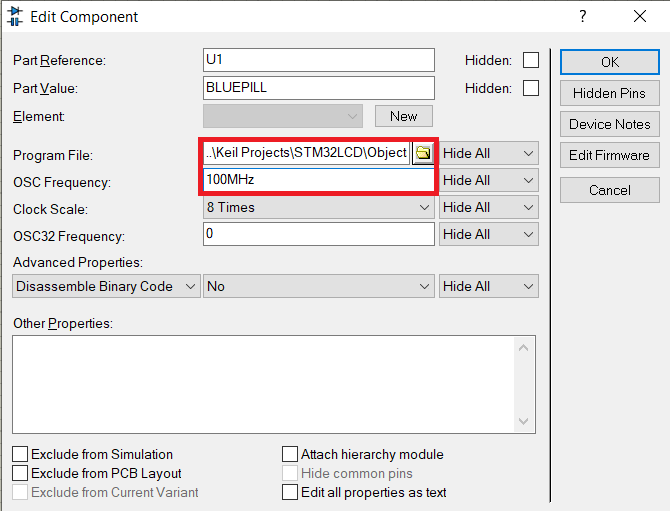 Edit Component
?
Part Reference: U1 Hidden: OK
Part Value: BLUEPILL Hidden: Hidden Pins
Element: New Device Notes
Program File: ..\Keil Projects\STM32LCD\Object Hide All Edit Firmware
OSC Frequency: 100MHz Hide All Cancel
Clock Scale: 8 Times Hide All
OSC32 Frequency: 0 Hide All
Advanced Properties:
Disassemble Binary Code No Hide All
Other Properties:
Exclude from Simulation Attach hierarchy module
Exclude from PCB Layout Hide common pins
Exclude from Current Variant Edit all properties as text